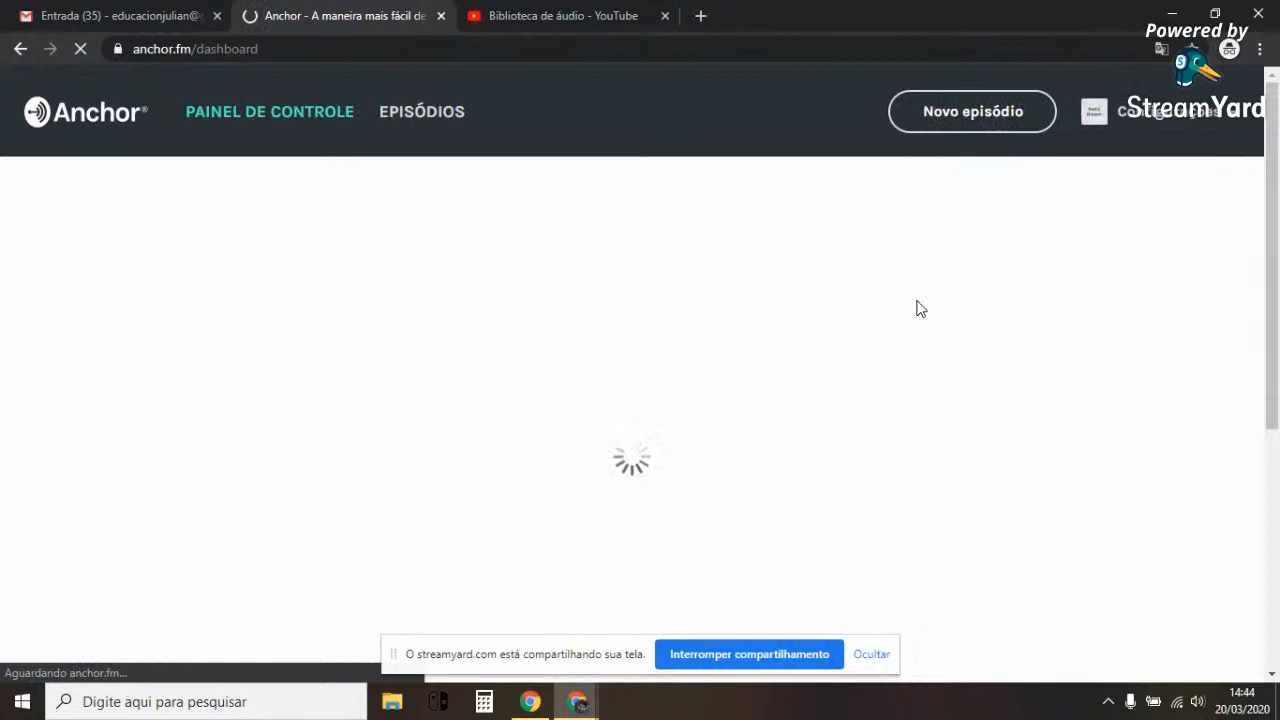 Entrada (35) - educacionjulian@
Anchor - A maneira mais fácil de
Biblioteca de áudio - YouTube
Powered by
StreamYard
anchor.fm/dashboard
Anchor®
PAINEL DE CONTROLE
EPISÓDIOS
Novo episódio
O streamyard.com está compartilhando sua tela.
Interromper compartilhamento
Ocultar
Aguardando anchor.fm...
Digite aqui para pesquisar
14:44
20/03/2020